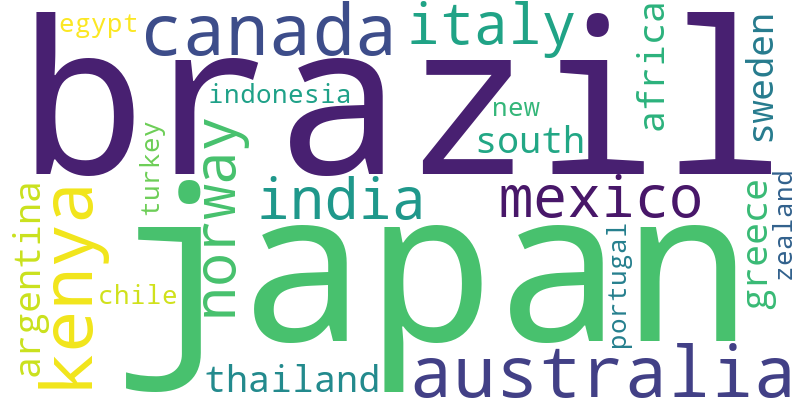 egypt
canada
italy
africa
sweden
brazil
indonesia
new
south
turkey
norway
india
mexico
argentina
kenya
japan
greece
zealand
portugal
chile
thailand
australia